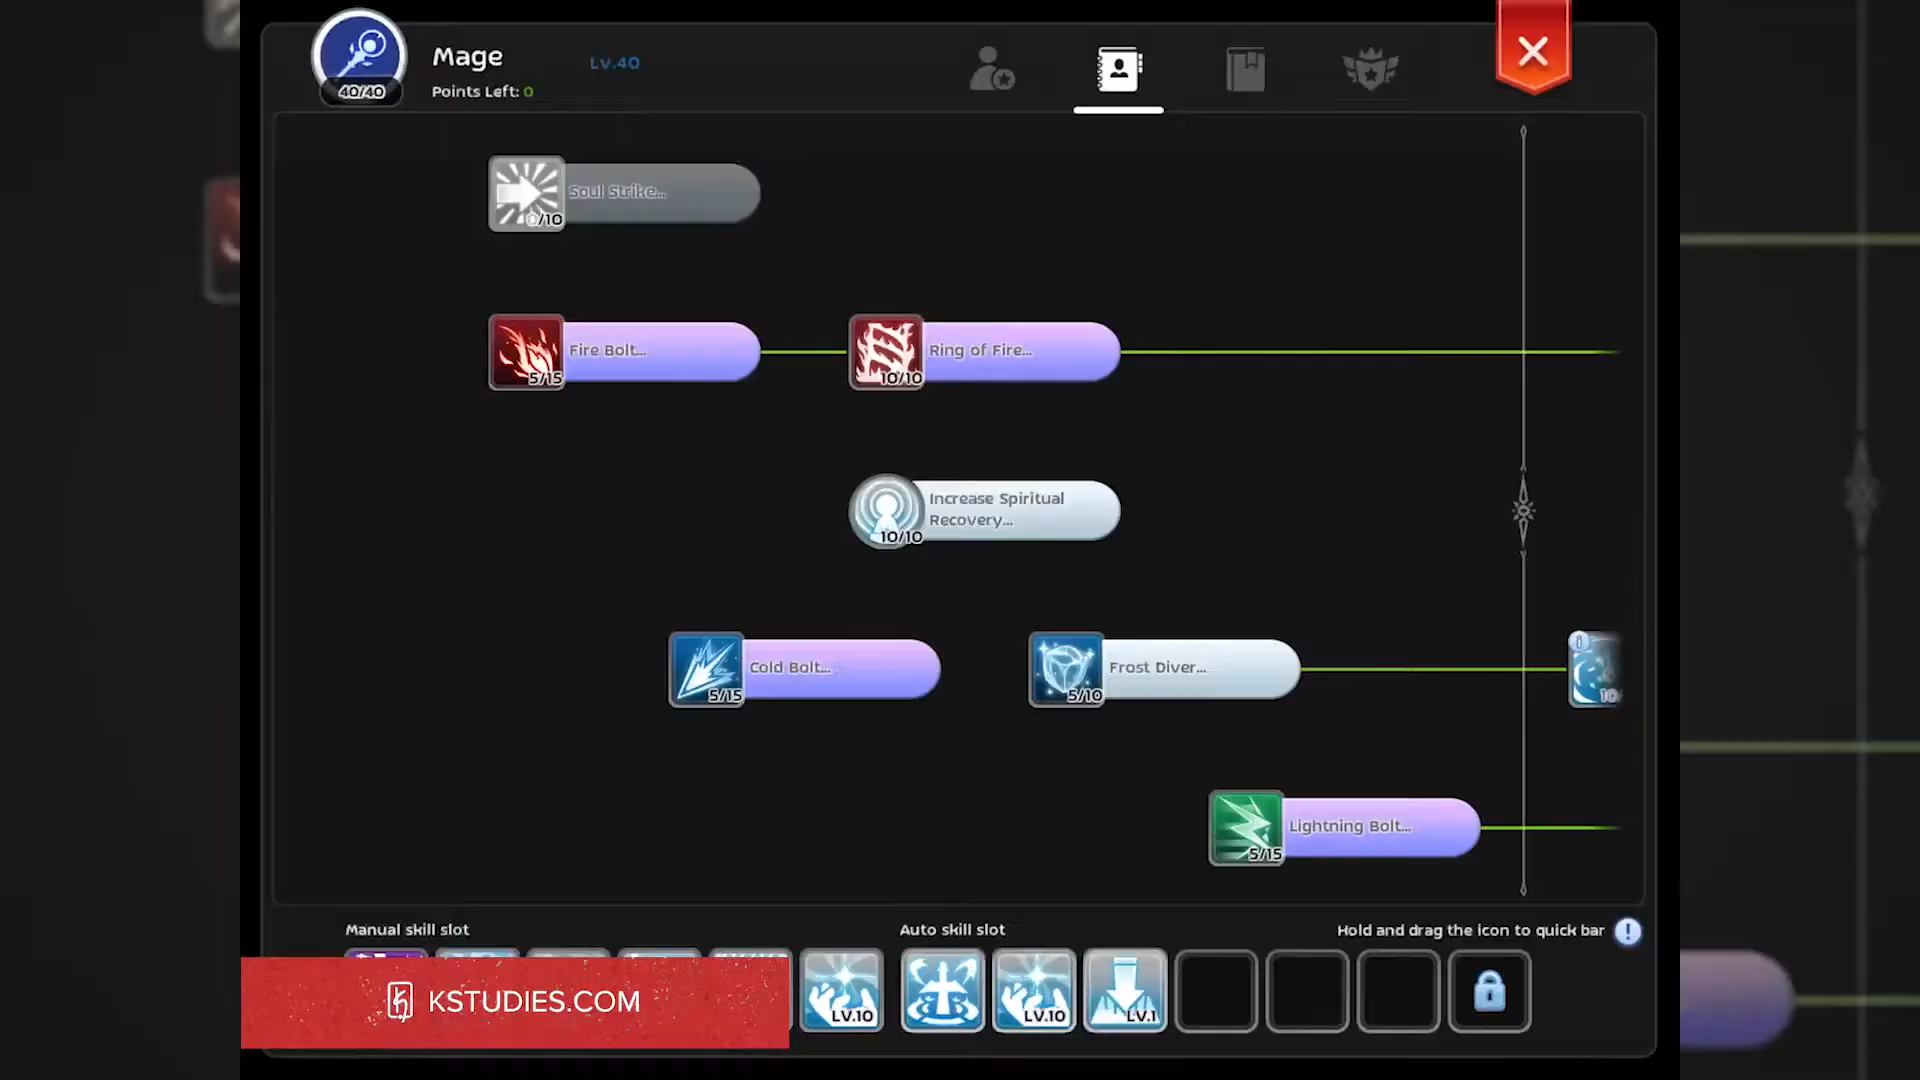 Mage
Lv.40
40/40
Points Left: 0
Soul Strike...
0/10
Fire Bolt...
5/15
Ring of Fire...
10/10
Increase Spiritual
Recovery...
10/10
Cold Bolt...
5/15
Frost Diver...
5/10
10
Lightning Bolt...
5/15
Manual skill slot
Auto skill slot
Hold and drag the icon to quick bar
!
KSTUDIES.COM
LV.10
LV.10
LV.1